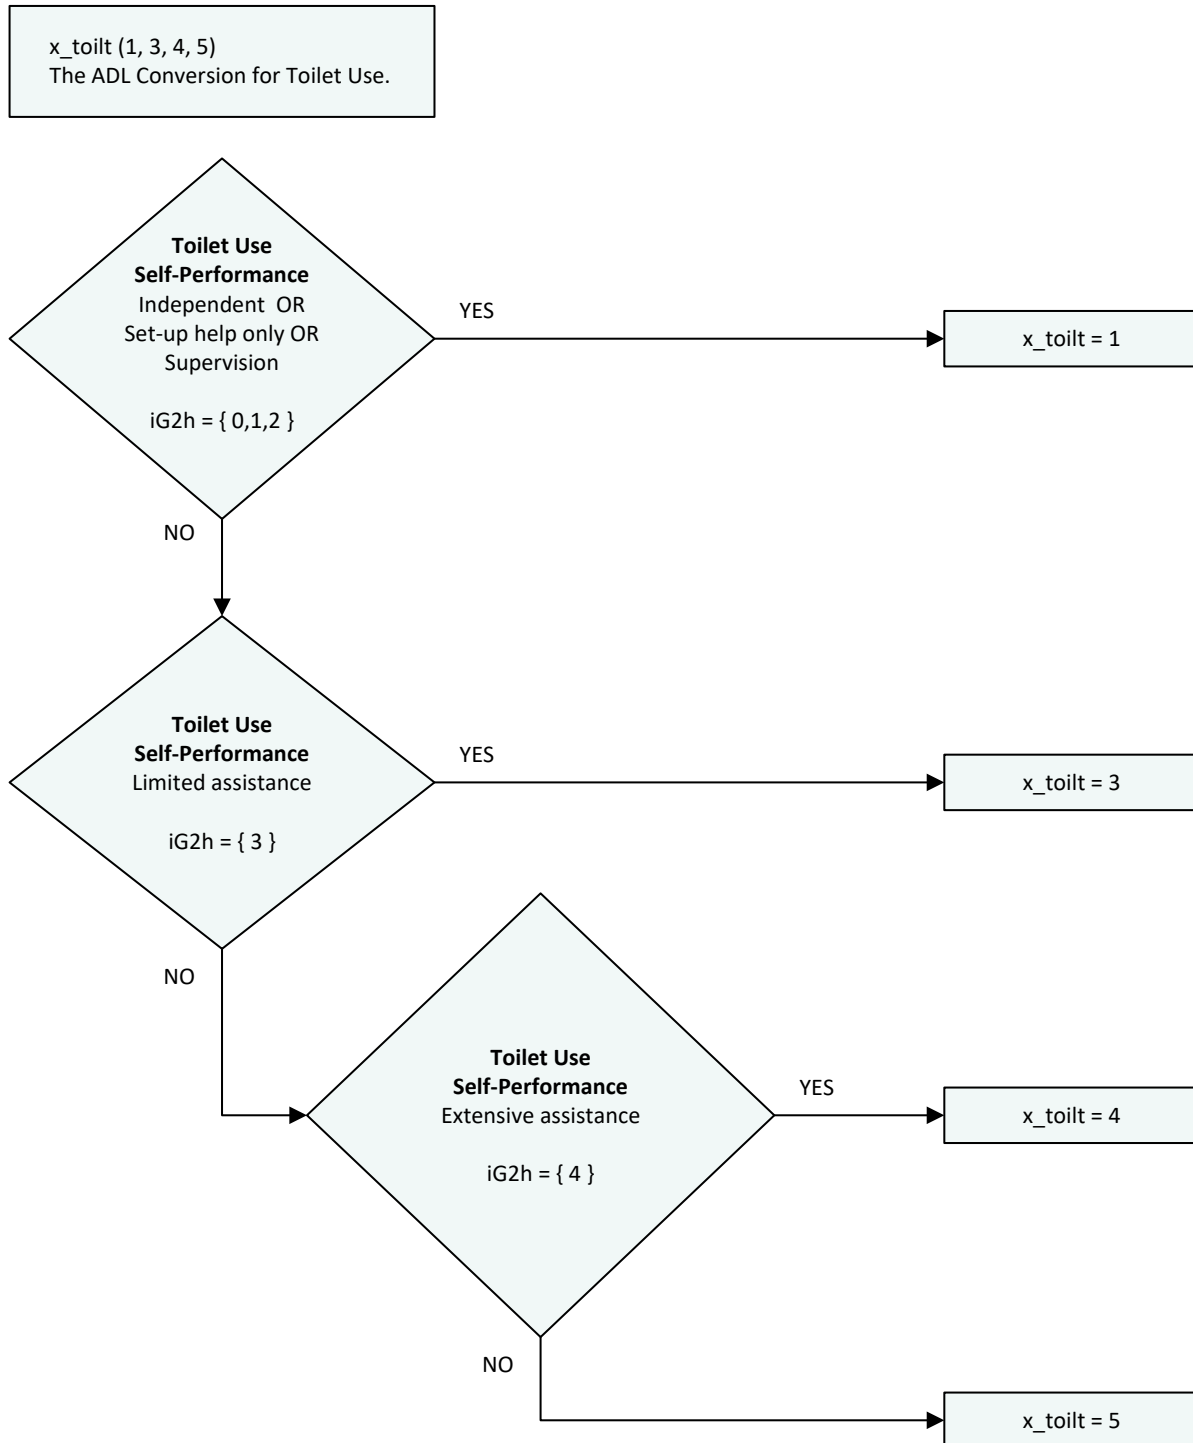 x_toilt (1, 3, 4, 5)
The ADL Conversion for Toilet Use.
Toilet Use
Self-Performance
Independent  OR
Set-up help only OR
Supervision
iG2h = { 0,1,2 }
YES
x_toilt = 1
NO
Toilet Use
Self-Performance
Limited assistance
iG2h = { 3 }
YES
x_toilt = 3
NO
Toilet Use
Self-Performance
Extensive assistance
iG2h = { 4 }
YES
x_toilt = 4
NO
x_toilt = 5